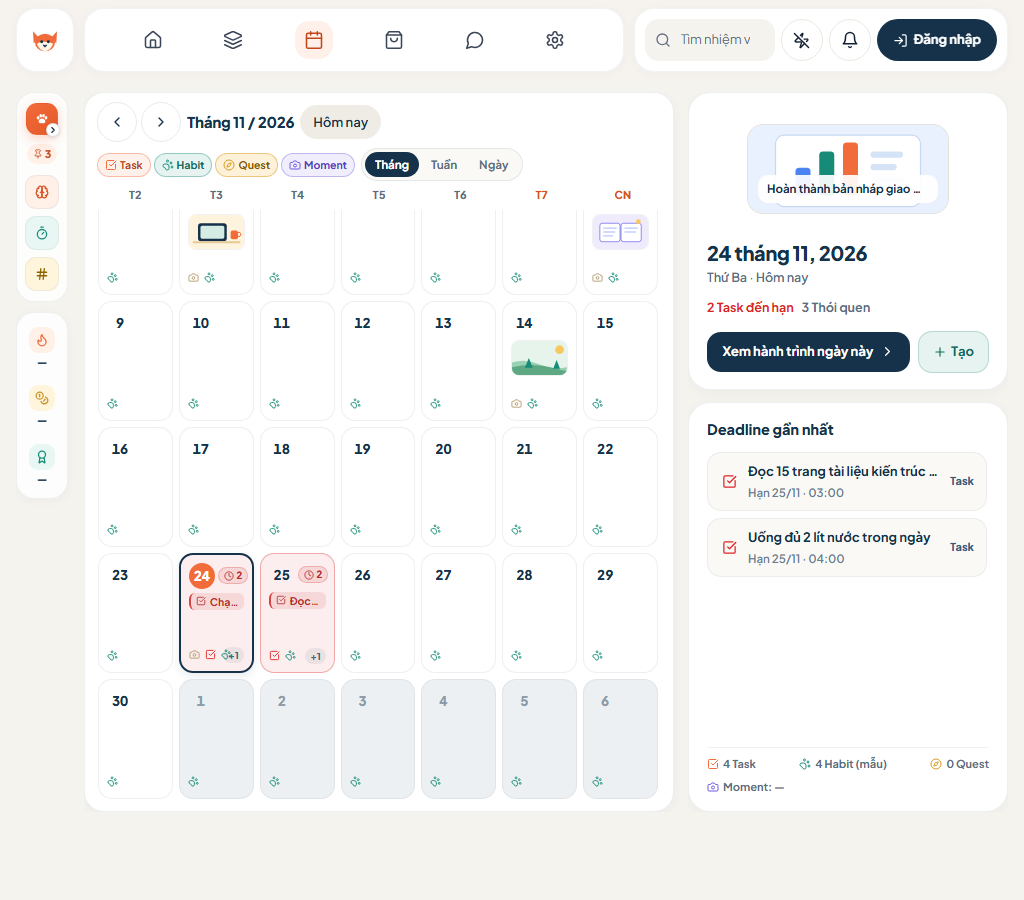 Tìm nhiệm v
Đăng nhập
3
Tháng 11 / 2026
Hôm nay
Task
Habit
Quest
Moment
Tháng
Tuần
Ngày
T2 T3 T4 T5 T6 T7 CN
9 10 11 12 13 14 15
16 17 18 19 20 21 22
23 24 2 25 2 26 27 28 29
Chạ... Đọc...
+1 +1
30 1 2 3 4 5 6
–
–
–
Hoàn thành bản nháp giao ...
24 tháng 11, 2026
Thứ Ba · Hôm nay
2 Task đến hạn 3 Thói quen
Xem hành trình ngày này
+ Tạo
Deadline gần nhất
Đọc 15 trang tài liệu kiến trúc ...
Hạn 25/11 · 03:00
Task
Uống đủ 2 lít nước trong ngày
Hạn 25/11 · 04:00
Task
4 Task
4 Habit (mẫu)
0 Quest
Moment: —